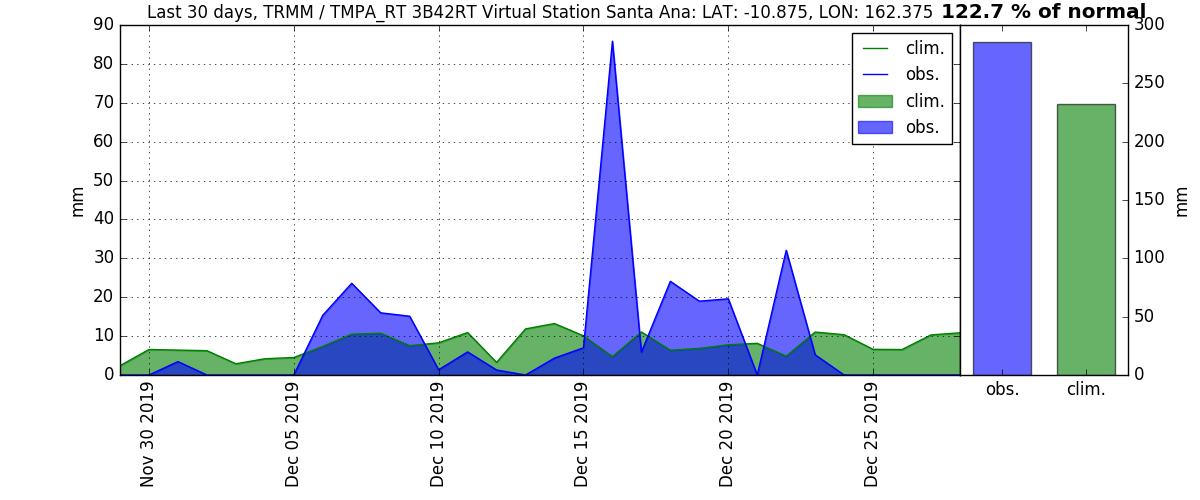 Last 30 days, TRMM / TMPA_RT 3B42RT Virtual Station Santa Ana: LAT: -10.875, LON: 162.375 122.7 % of normal
90
80
70
60
50
40
30
20
10
0
mm
clim.
obs.
clim.
obs.
Nov 30 2019
Dec 05 2019
Dec 10 2019
Dec 15 2019
Dec 20 2019
Dec 25 2019
300
250
200
150
100
50
0
mm
obs.
clim.